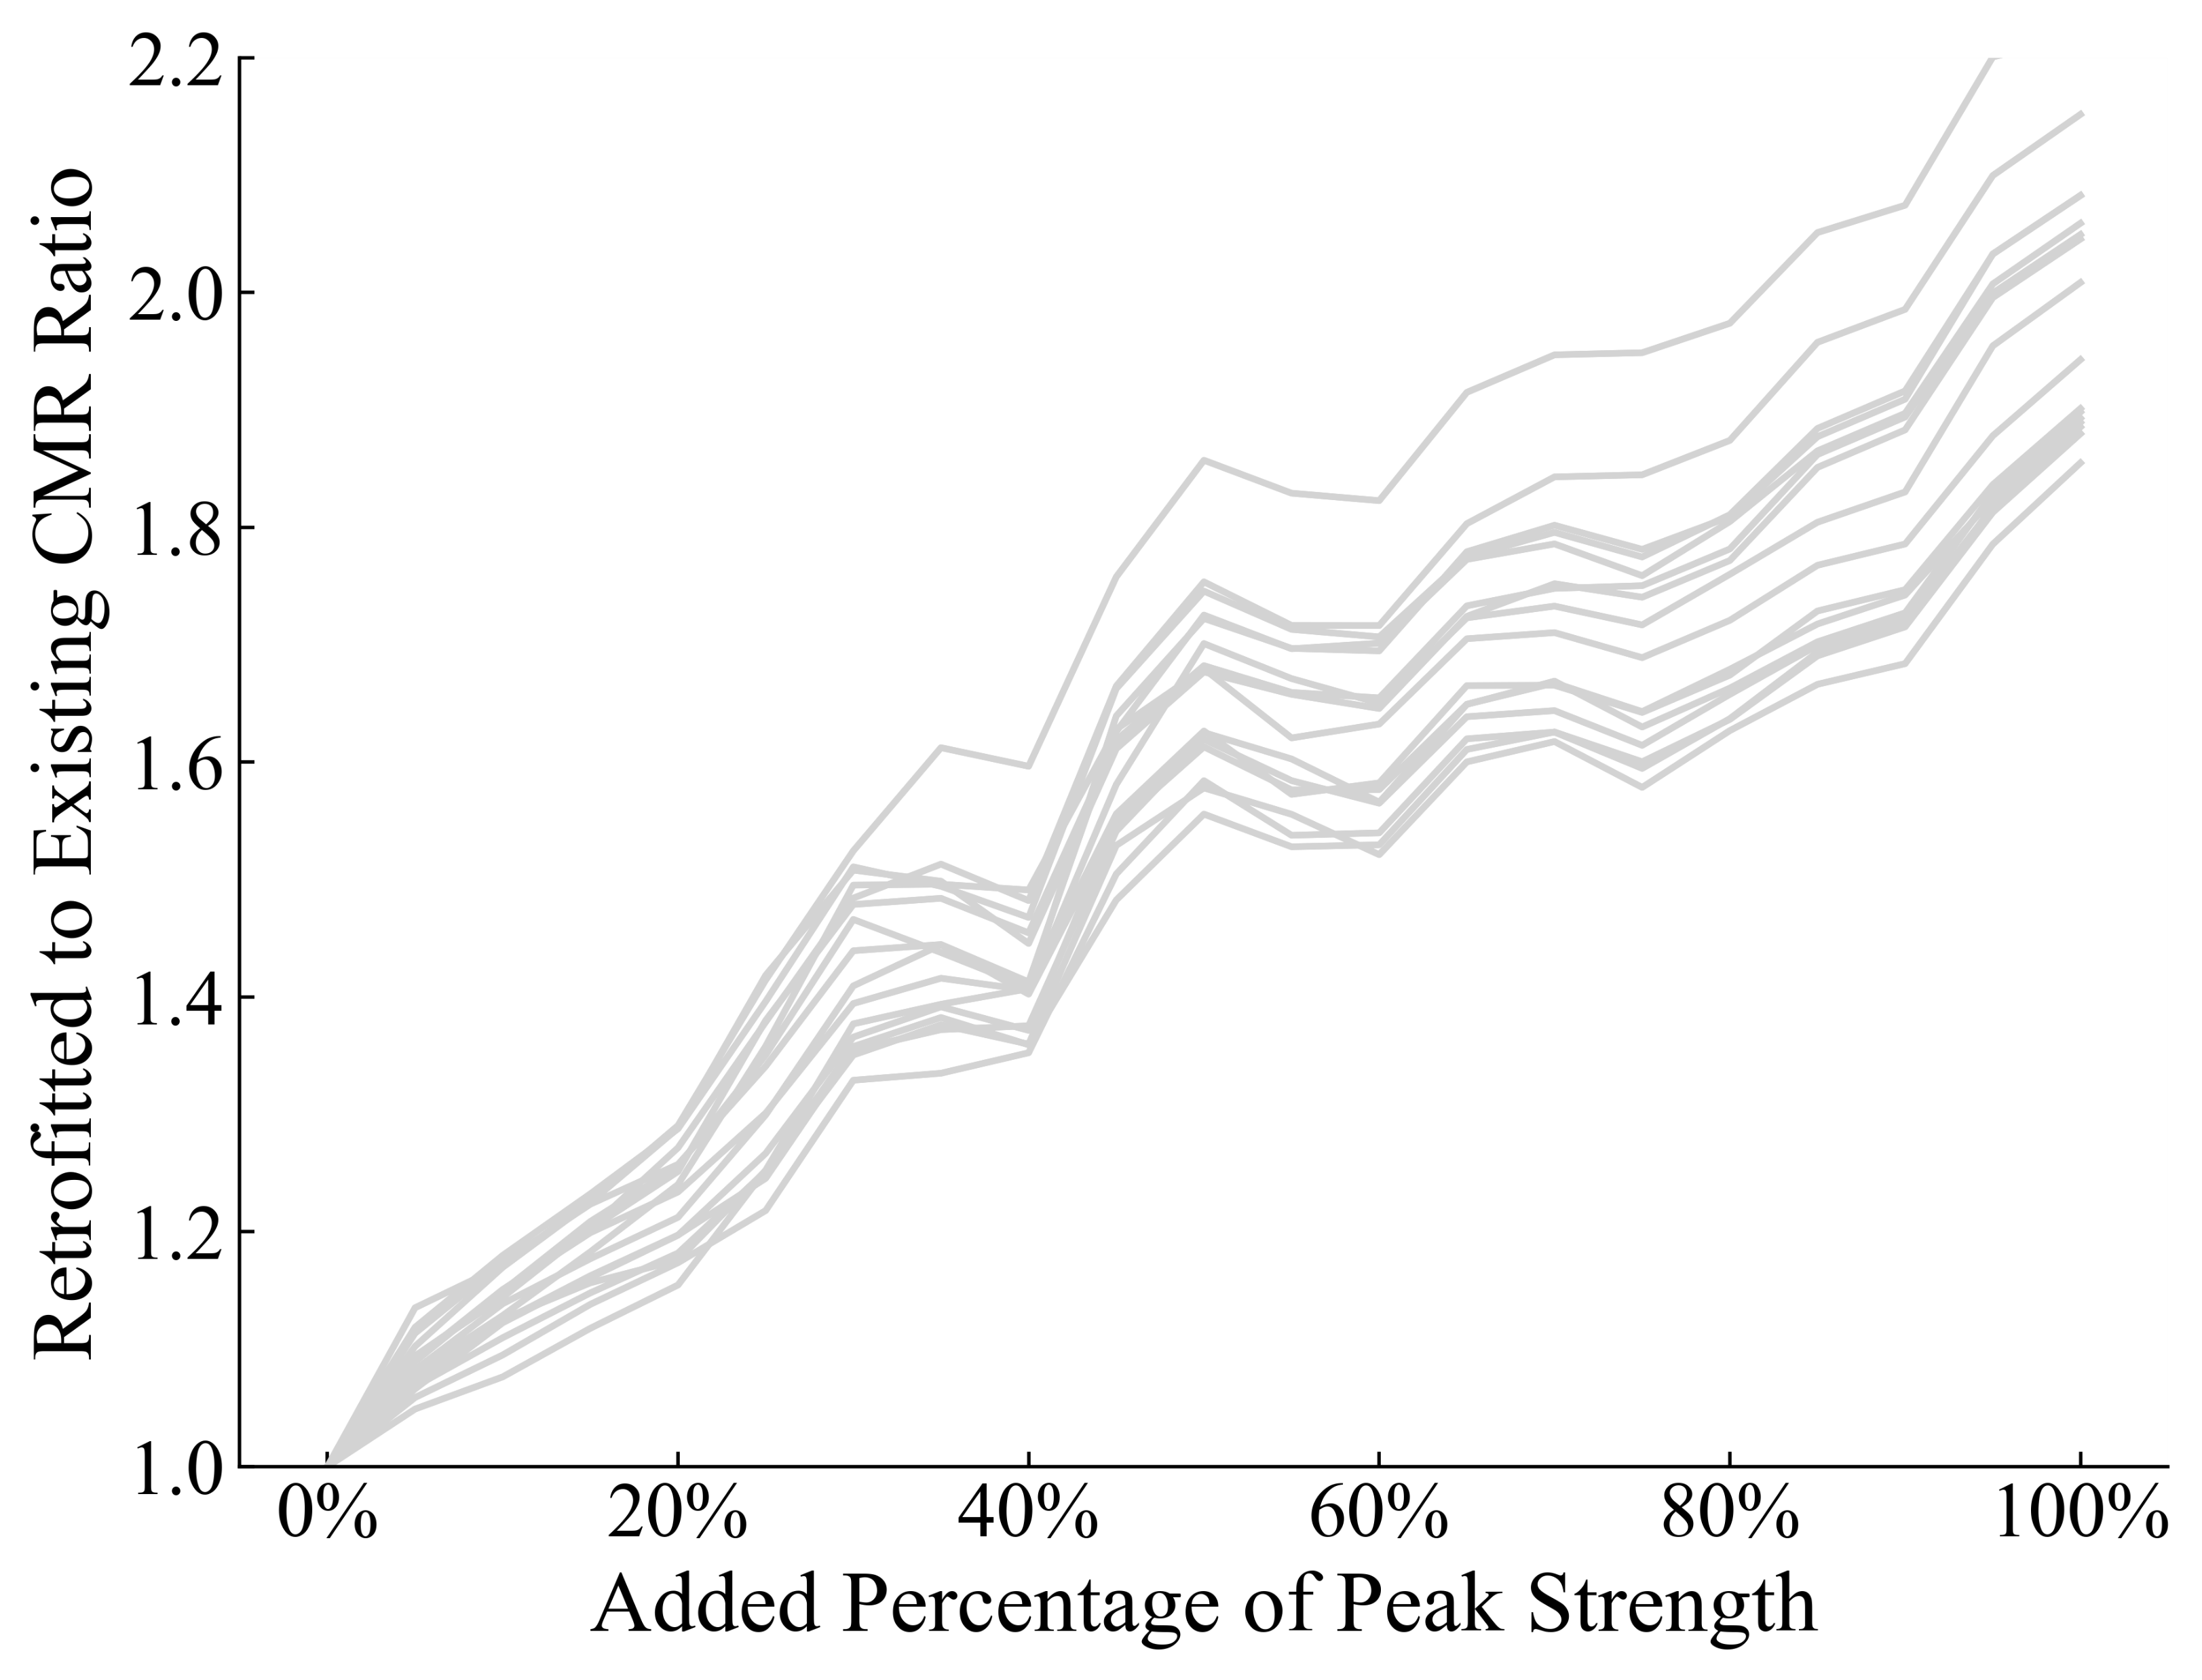 Retrofitted to Existing CMR Ratio
2.2
2.0
1.8
1.6
1.4
1.2
1.0
0% 20% 40% 60% 80% 100%
Added Percentage of Peak Strength